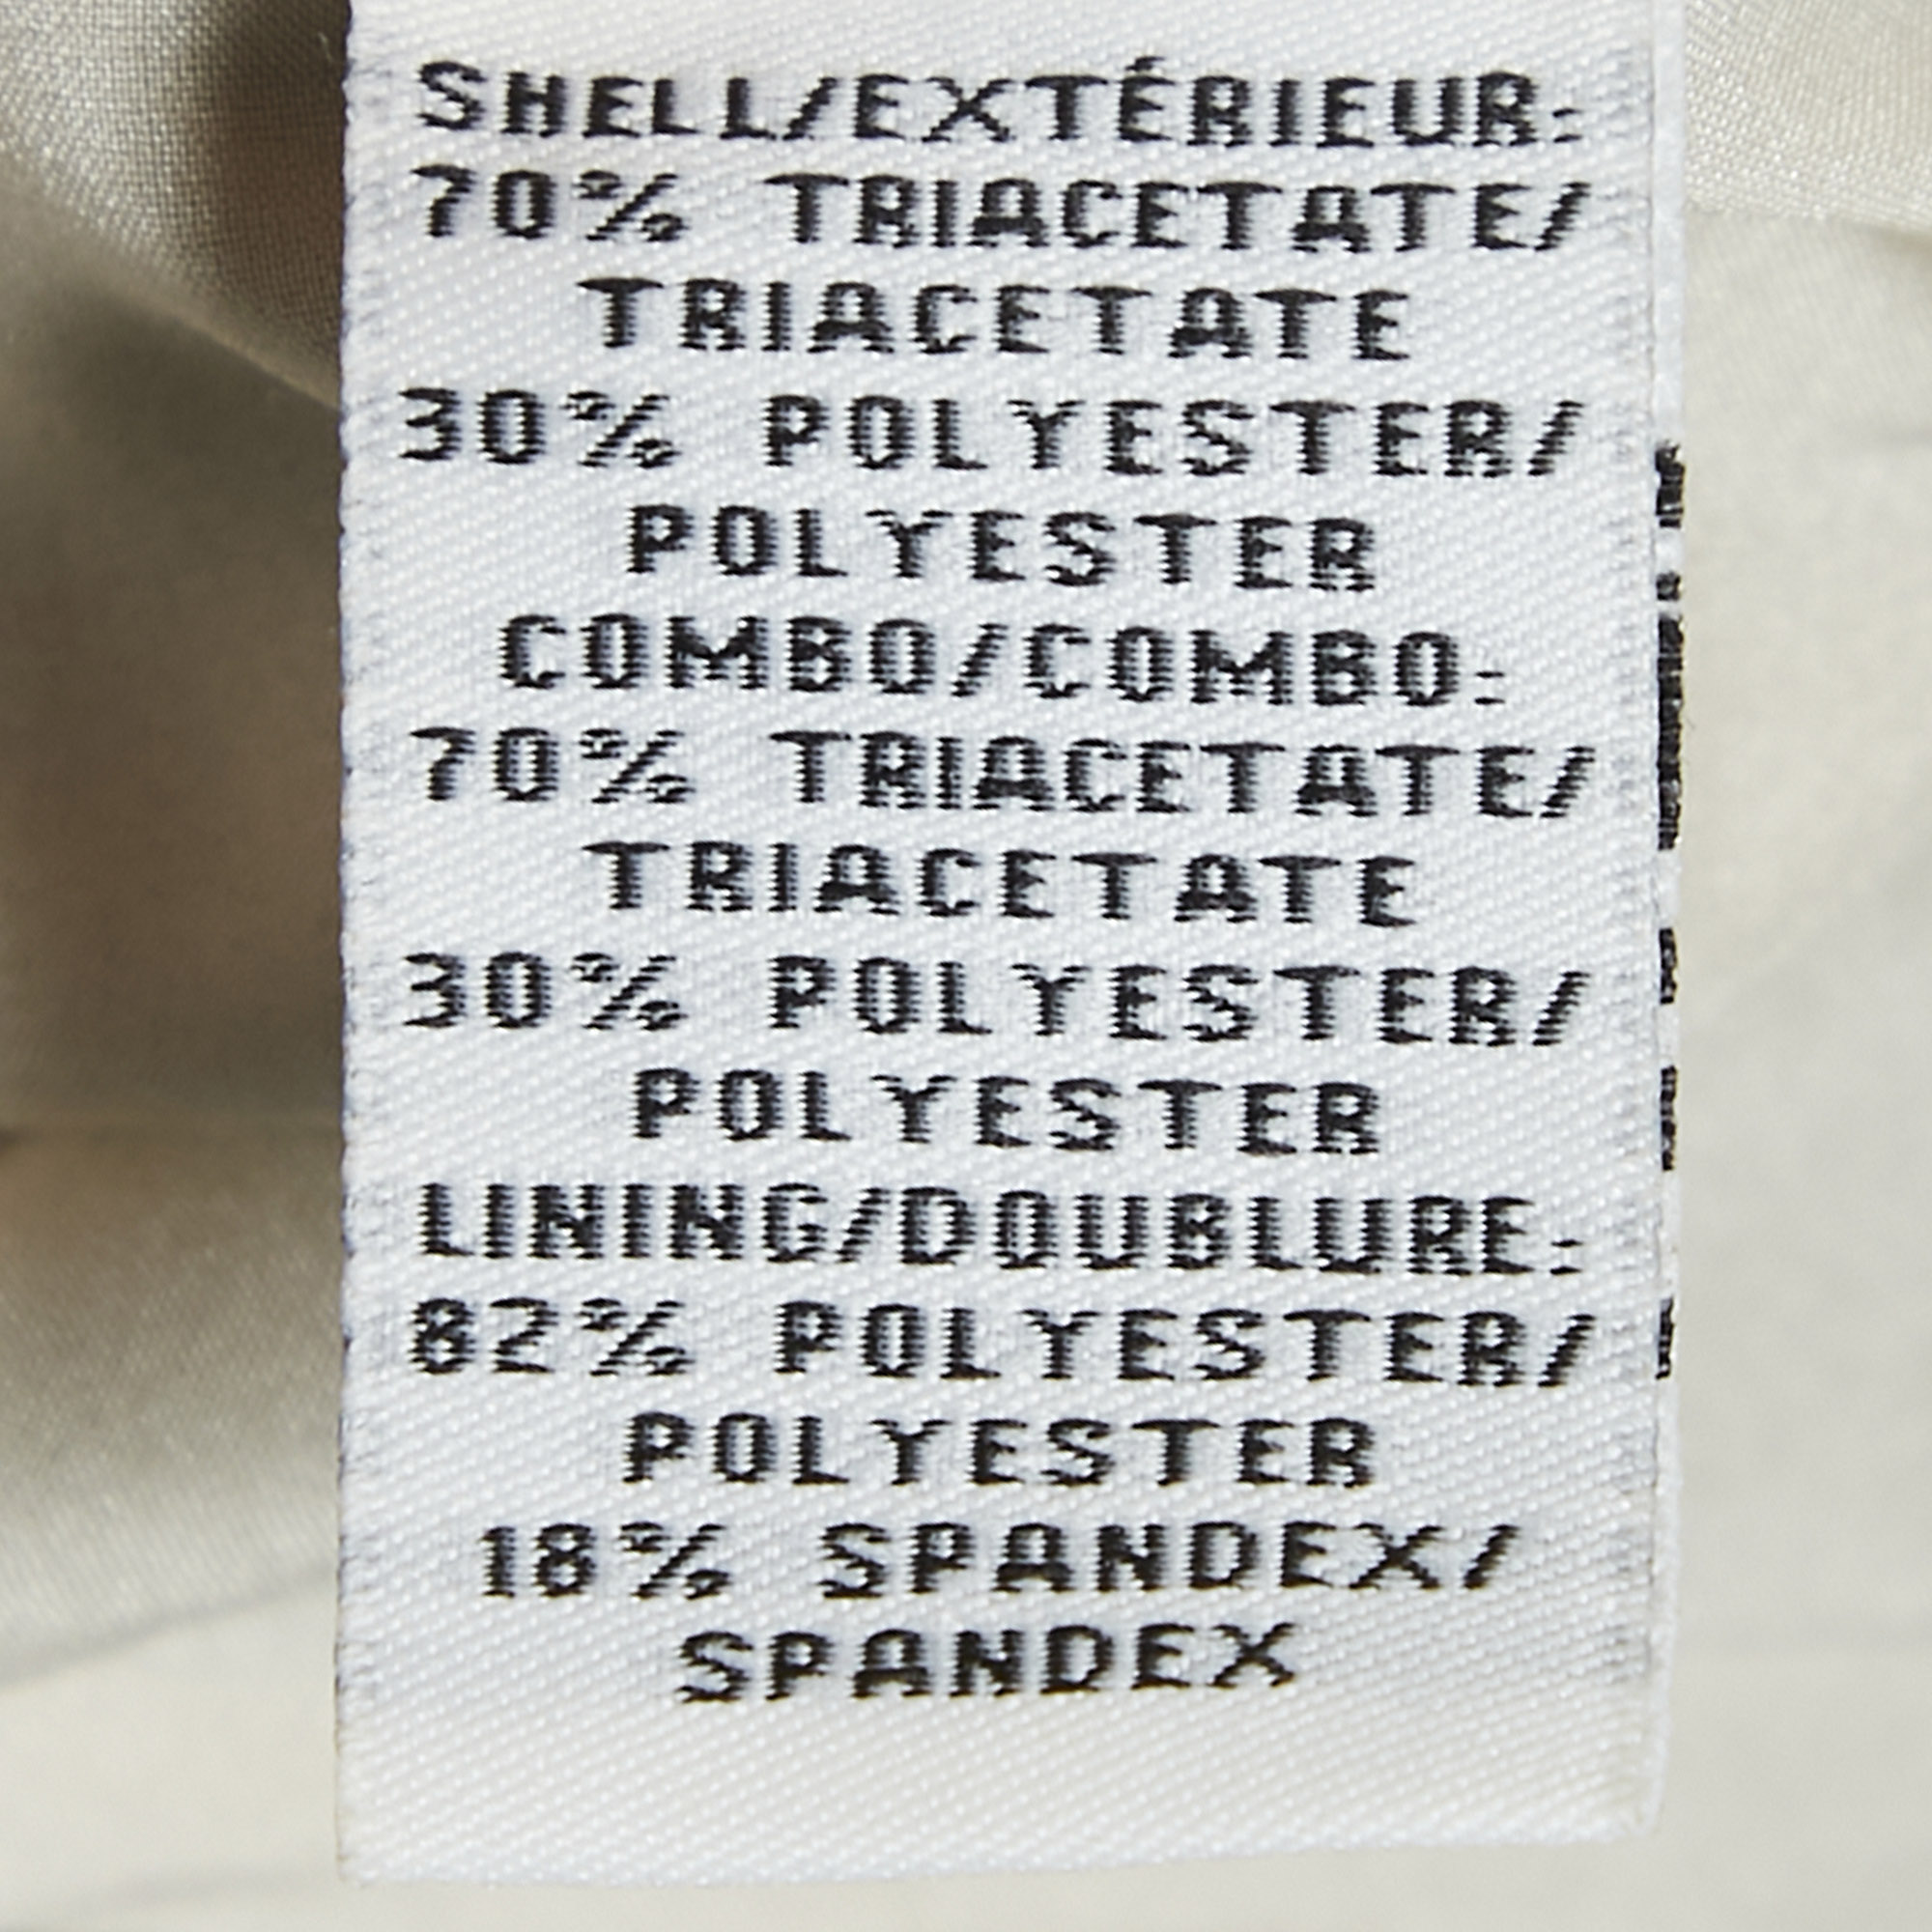 SHELL/EXTÉRIEUR:
70% TRIACETATE/
TRIACETATE
30% POLYESTER/
POLYESTER
COMBO/COMBO:
70% TRIACETATE/
TRIACETATE
30% POLYESTER/
POLYESTER
LINING/DOUBLURE:
82% POLYESTER/
POLYESTER
18% SPANDEX/
SPANDEX